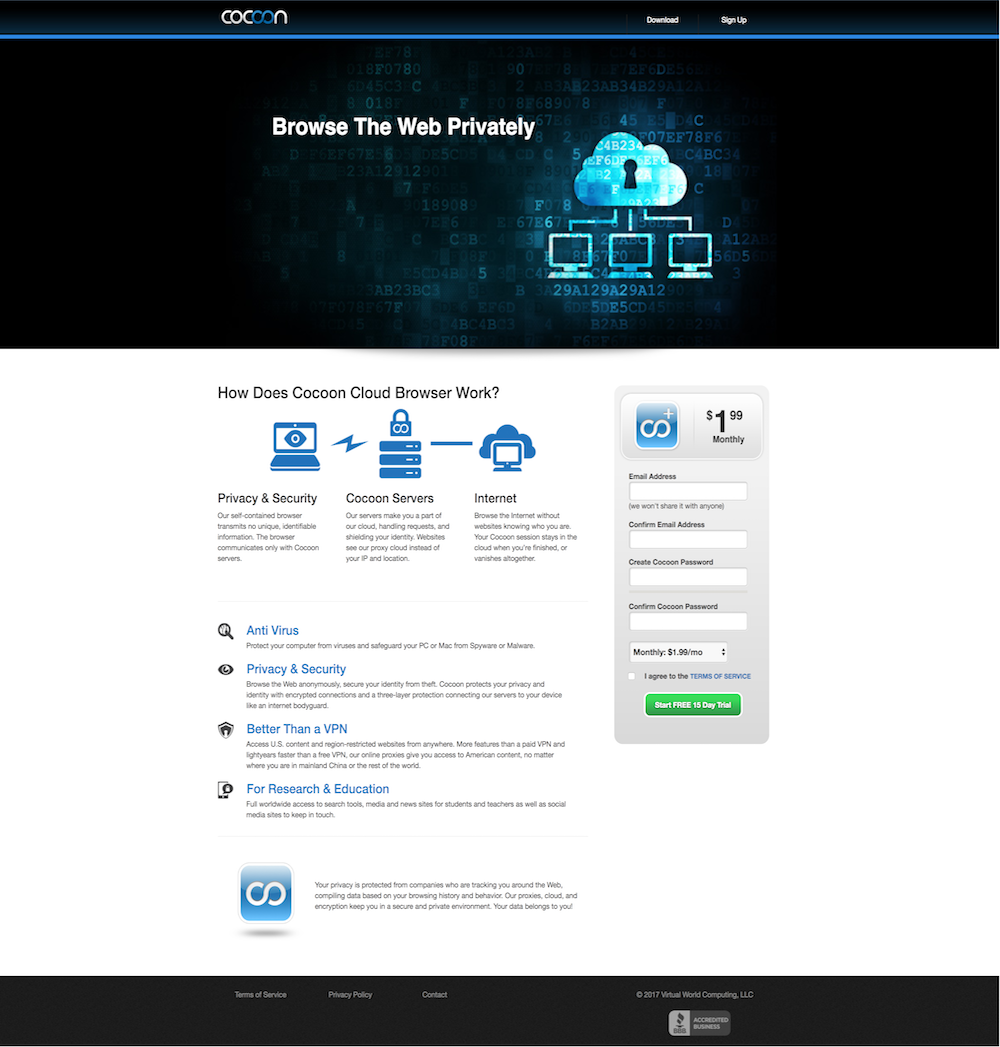 COCOON
Download
Sign Up
Browse The Web Privately
How Does Cocoon Cloud Browser Work?
Privacy & Security
Our self-contained browser
transmits no unique, identifiable
information. The browser
communicates only with Cocoon
servers.
Cocoon Servers
Our servers make you a part of
our cloud, handling requests, and
shielding your identity. Websites
see our proxy cloud instead of
your IP and location.
Internet
Browse the Internet without
websites knowing who you are.
Your Cocoon session stays in the
cloud when you're finished, or
vanishes altogether.
Anti Virus
Protect your computer from viruses and safeguard your PC or Mac from Spyware or Malware.
Privacy & Security
Browse the Web anonymously, secure your identity from theft. Cocoon protects your privacy and
identity with encrypted connections and a three-layer protection connecting our servers to your device
like an internet bodyguard.
Better Than a VPN
Access U.S. content and region-restricted websites from anywhere. More features than a paid VPN and
lightyears faster than a free VPN, our online proxies give you access to American content, no matter
where you are in mainland China or the rest of the world.
For Research & Education
Full worldwide access to search tools, media and news sites for students and teachers as well as social
media sites to keep in touch.
Your privacy is protected from companies who are tracking you around the Web,
compiling data based on your browsing history and behavior. Our proxies, cloud, and
encryption keep you in a secure and private environment. Your data belongs to you!
$1 99
Monthly
Email Address
(we won't share it with anyone)
Confirm Email Address
Create Cocoon Password
Confirm Cocoon Password
Monthly: $1.99/mo
I agree to the TERMS OF SERVICE
Start FREE 15 Day Trial
Terms of Service
Privacy Policy
Contact
© 2017 Virtual World Computing, LLC
BBB
ACCREDITED
BUSINESS